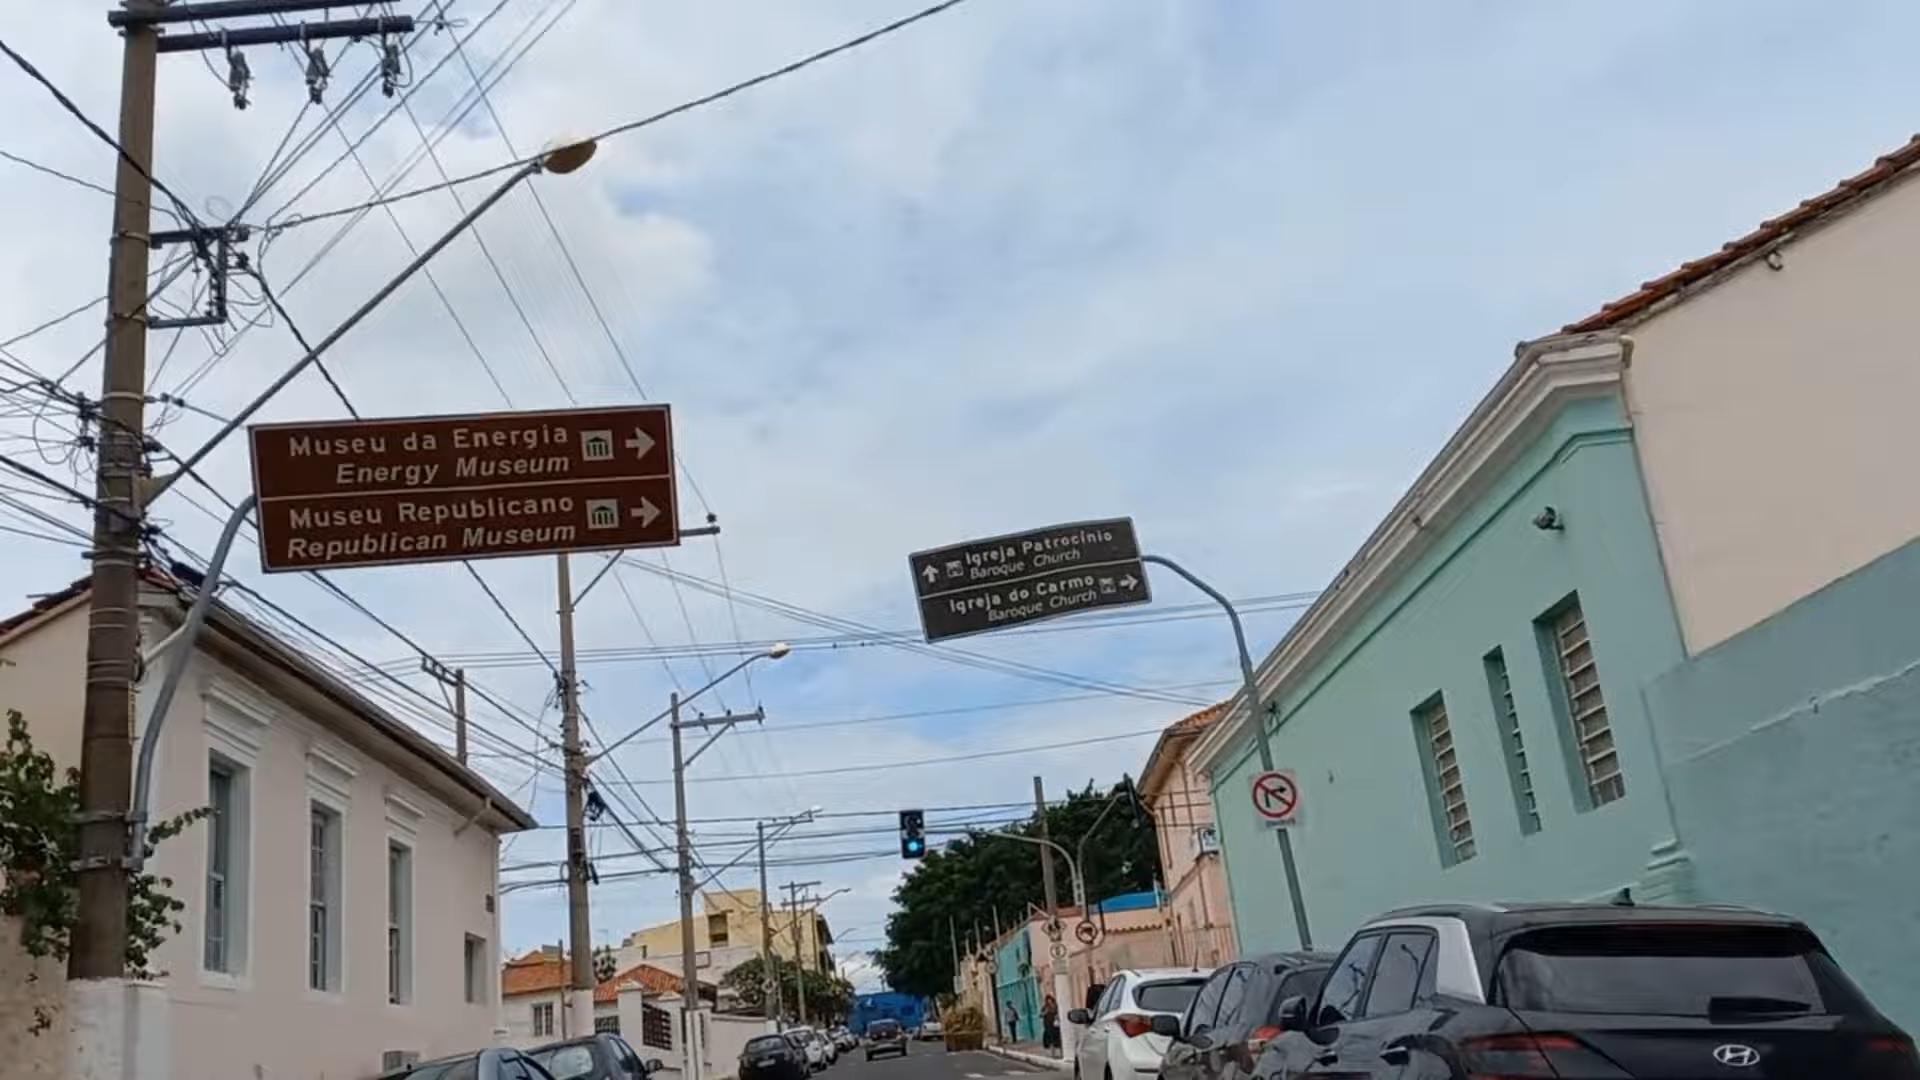 Museu da Energia
Energy Museum
Museu Republicano
Republican Museum
Igreja Patrocínio
Baroque Church
Igreja do Carmo
Baroque Church